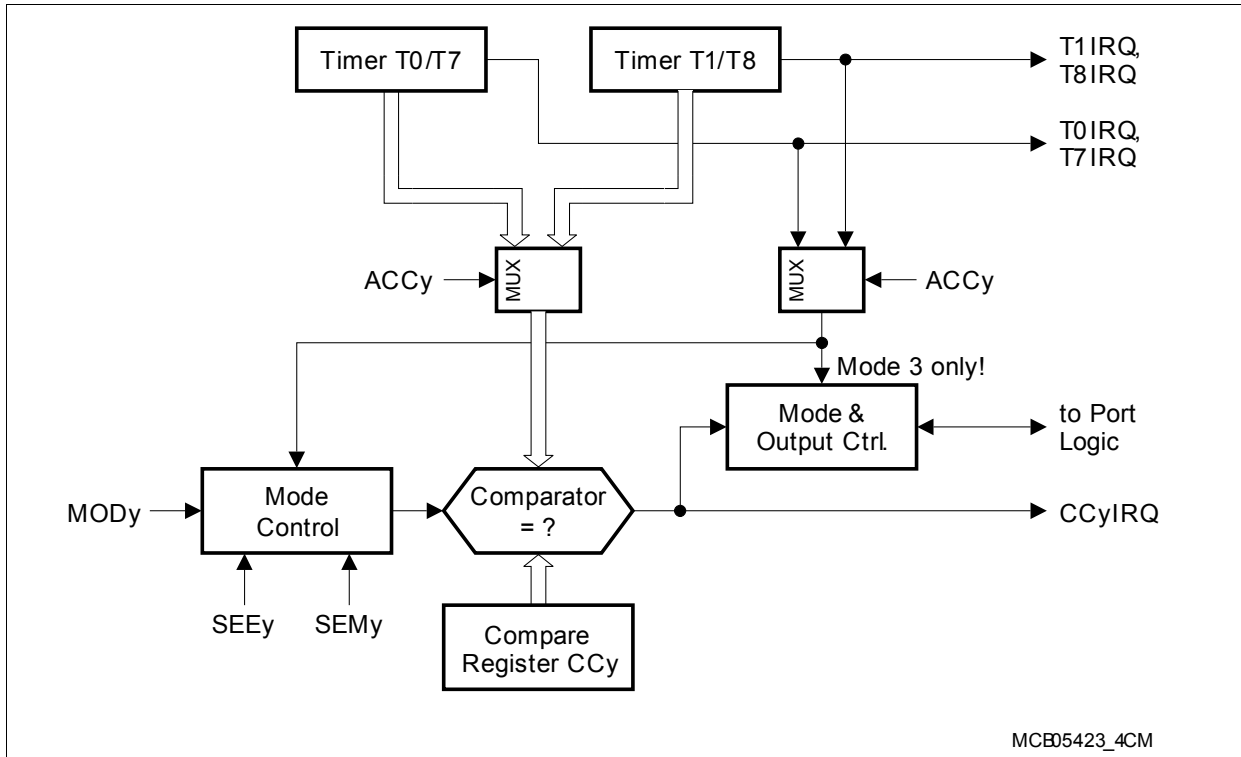 Timer T0/T7
Timer T1/T8
T1IRQ,
T8IRQ
T0IRQ,
T7IRQ
ACCy
MUX
MUX
ACCy
Mode 3 only!
Mode &
Output Ctrl.
to Port
Logic
MODy
Mode
Control
Comparator
= ?
CCyIRQ
SEEy
SEMy
Compare
Register CCy
MCB05423_4CM